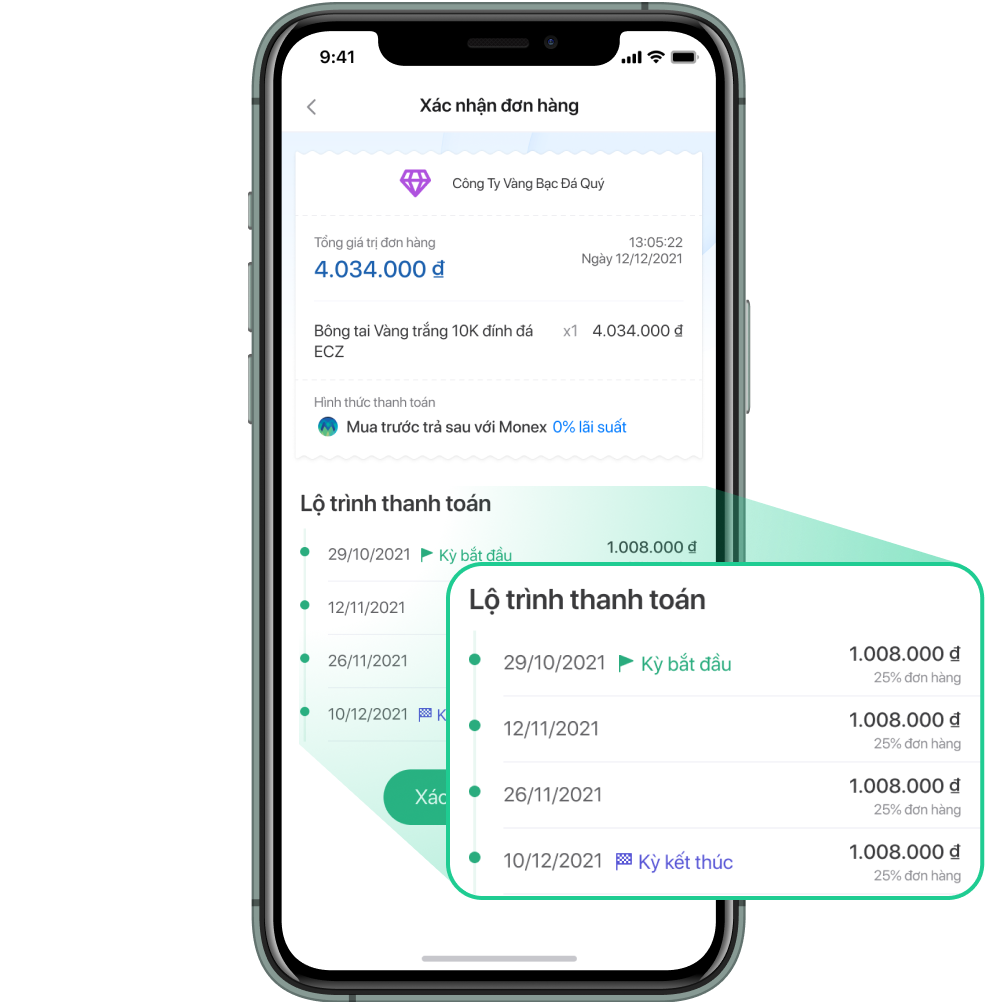 9:41
Xác nhận đơn hàng
Công Ty Vàng Bạc Đá Quý
Tổng giá trị đơn hàng
4.034.000 ₫
13:05:22
Ngày 12/12/2021
Bông tai Vàng trắng 10K đính đá
ECZ
x1 4.034.000 ₫
Hình thức thanh toán
Mua trước trả sau với Monex 0% lãi suất
Lộ trình thanh toán
29/10/2021 Kỳ bắt đầu 1.008.000 ₫
12/11/2021
26/11/2021
10/12/2021 K
Xác
Lộ trình thanh toán
29/10/2021 Kỳ bắt đầu 1.008.000 ₫
25% đơn hàng
12/11/2021 1.008.000 ₫
25% đơn hàng
26/11/2021 1.008.000 ₫
25% đơn hàng
10/12/2021 Kỳ kết thúc 1.008.000 ₫
25% đơn hàng